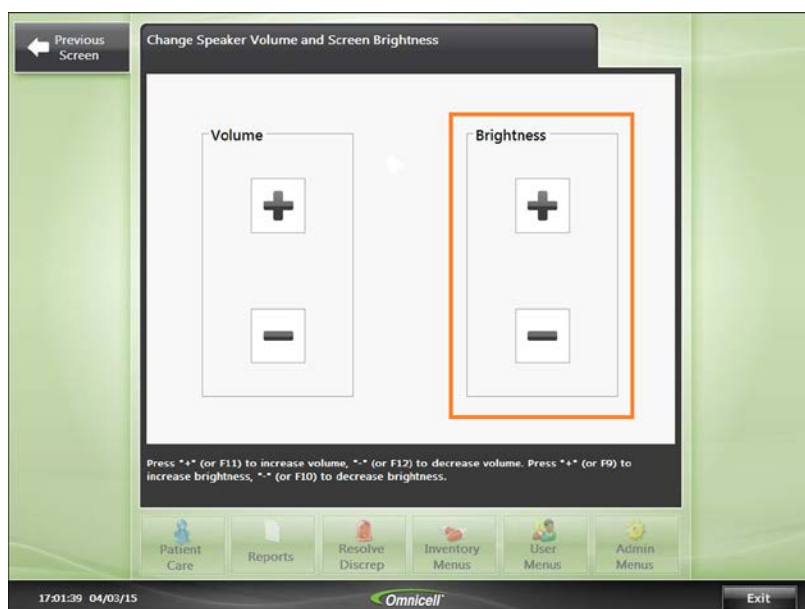 Previous
Screen
Change Speaker Volume and Screen Brightness
Volume
Brightness
+
+
-
-
Press "+" (or F11) to increase volume, "-" (or F12) to decrease volume. Press "+" (or F9) to
increase brightness, "-" (or F10) to decrease brightness.
Patient
Care
Reports
Resolve
Discrep
Inventory
Menus
User
Menus
Admin
Menus
17:01:39 04/03/15
Omnicell
Exit